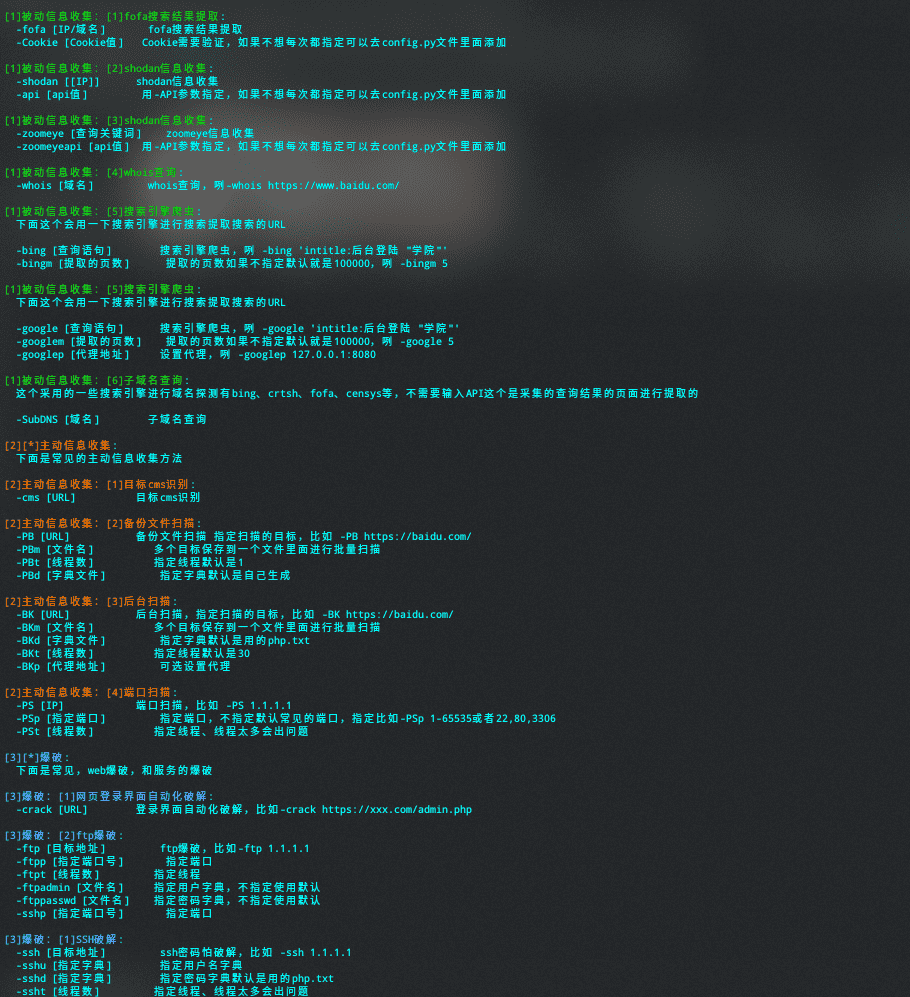 [1]被动信息收集: [1]fofa搜索结果提取:
-fofa [IP/域名] fofa搜索结果提取
-Cookie [Cookie值] Cookie需要验证，如果不想每次都指定可以去config.py文件里面添加
[1]被动信息收集: [2]shodan信息收集:
-shodan [[IP]] shodan信息收集
-api [api值] 用-API参数指定，如果不想每次都指定可以去config.py文件里面添加
[1]被动信息收集: [3]shodan信息收集:
-zoomeye [查询关键词] zoomeye信息收集
-zoomeyeapi [api值] 用-API参数指定，如果不想每次都指定可以去config.py文件里面添加
[1]被动信息收集: [4]whois查询:
-whois [域名] whois查询，咧-whois https://www.baidu.com/
[1]被动信息收集: [5]搜索引擎爬虫:
下面这个会用一下搜索引擎进行搜索提取搜索的URL
-bing [查询语句] 搜索引擎爬虫，咧 -bing 'intitle:后台登陆 "学院"'
-bingm [提取的页数] 提取的页数如果不指定默认就是100000，咧 -bingm 5
[1]被动信息收集: [5]搜索引擎爬虫:
下面这个会用一下搜索引擎进行搜索提取搜索的URL
-google [查询语句] 搜索引擎爬虫，咧 -google 'intitle:后台登陆 "学院"'
-googlem [提取的页数] 提取的页数如果不指定默认就是100000，咧 -google 5
-googlep [代理地址] 设置代理，咧 -googlep 127.0.0.1:8080
[1]被动信息收集: [6]子域名查询:
这个采用的一些搜索引擎进行域名探测有bing、crtsh、fofa、censys等，不需要输入API这个是采集的查询结果的页面进行提取的
-SubDNS [域名] 子域名查询
[2][*]主动信息收集:
下面是常见的主动信息收集方法
[2]主动信息收集: [1]目标cms识别:
-cms [URL] 目标cms识别
[2]主动信息收集: [2]备份文件扫描:
-PB [URL] 备份文件扫描 指定扫描的目标，比如 -PB https://baidu.com/
-PBm [文件名] 多个目标保存到一个文件里面进行批量扫描
-PBt [线程数] 指定线程默认是1
-PBd [字典文件] 指定字典默认是自己生成
[2]主动信息收集: [3]后台扫描:
-BK [URL] 后台扫描，指定扫描的目标，比如 -BK https://baidu.com/
-BKm [文件名] 多个目标保存到一个文件里面进行批量扫描
-BKd [字典文件] 指定字典默认是用的php.txt
-BKt [线程数] 指定线程默认是30
-BKp [代理地址] 可选设置代理
[2]主动信息收集: [4]端口扫描:
-PS [IP] 端口扫描，比如 -PS 1.1.1.1
-PSp [指定端口] 指定端口，不指定默认常见的端口，指定比如-PSp 1-65535或者22,80,3306
-PSt [线程数] 指定线程、线程太多会出问题
[3][*]爆破:
下面是常见，web爆破，和服务的爆破
[3]爆破: [1]网页登录界面自动化破解:
-crack [URL] 登录界面自动化破解，比如-crack https://xxx.com/admin.php
[3]爆破: [2]ftp爆破:
-ftp [目标地址] ftp爆破，比如-ftp 1.1.1.1
-ftpp [指定端口号] 指定端口
-ftpt [线程数] 指定线程
-ftpadmin [文件名] 指定用户字典，不指定使用默认
-ftppasswd [文件名] 指定密码字典，不指定使用默认
-sshp [指定端口号] 指定端口
[3]爆破: [1]SSH破解:
-ssh [目标地址] ssh密码怕破解，比如 -ssh 1.1.1.1
-sshu [指定字典] 指定用户名字典
-sshd [指定字典] 指定密码字典默认是用的php.txt
-ssht [线程数] 指定线程、线程太多会出问题